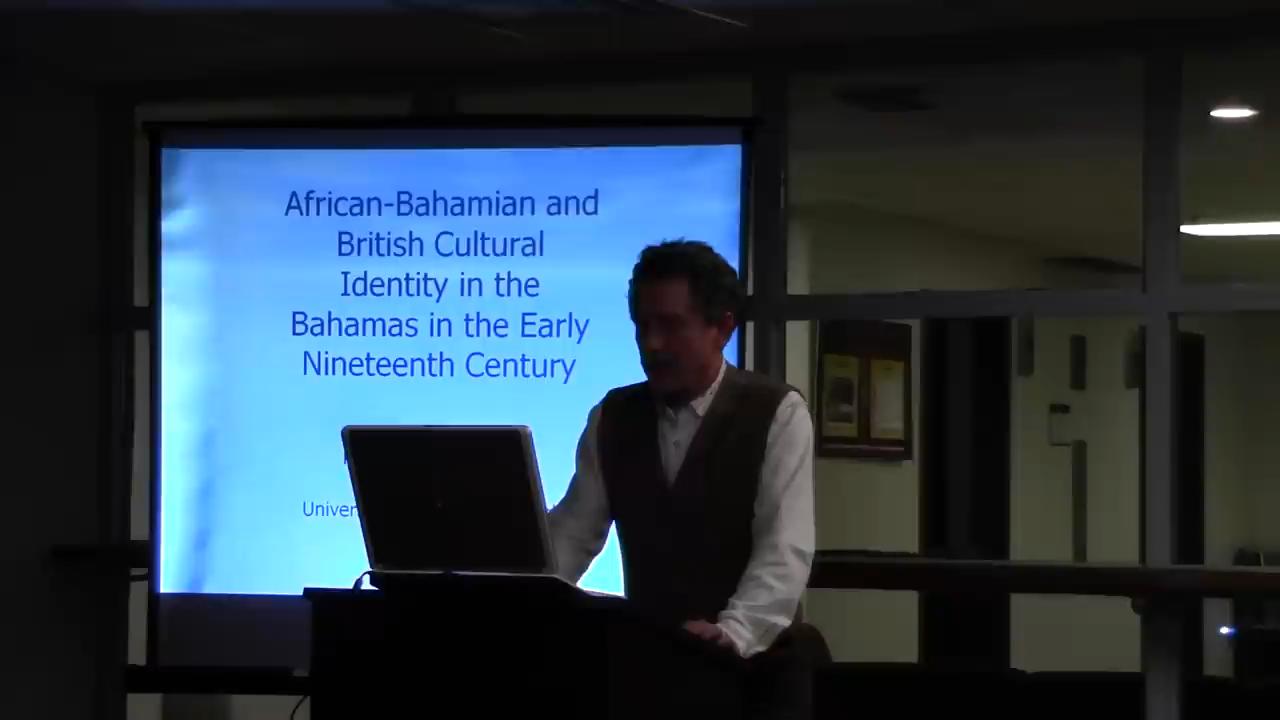 African-Bahamian and
British Cultural
Identity in the
Bahamas in the Early
Nineteenth Century